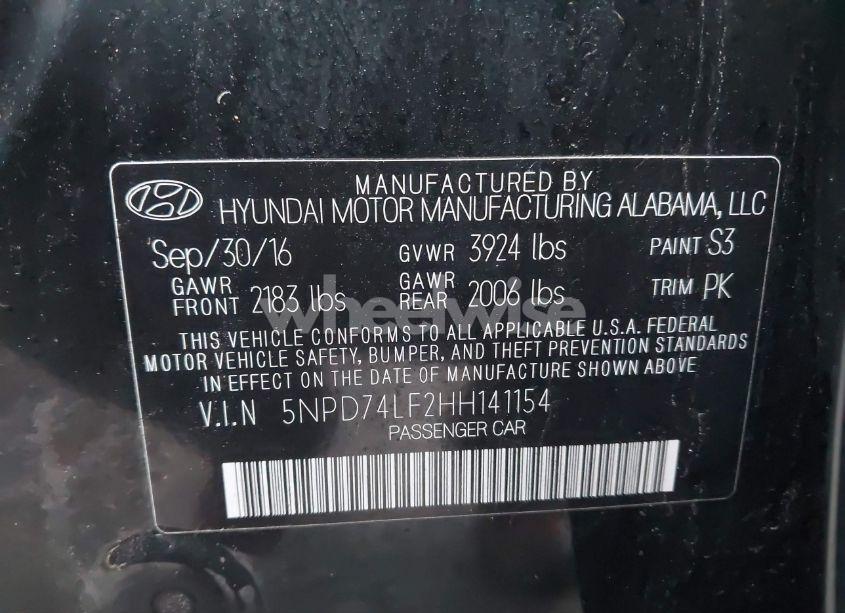 MANUFACTURED BY
HYUNDAI MOTOR MANUFACTURING ALABAMA, LLC
Sep/30/16 GVWR 3924 lbs PAINT S3
GAWR FRONT 2183 lbs GAWR REAR 2006 lbs TRIM PK
wheelwise
THIS VEHICLE CONFORMS TO ALL APPLICABLE U.S.A. FEDERAL
MOTOR VEHICLE SAFETY, BUMPER, AND THEFT PREVENTION STANDARDS
IN EFFECT ON THE DATE OF MANUFACTURE SHOWN ABOVE
V.I.N 5NPD74LF2HH141154
PASSENGER CAR